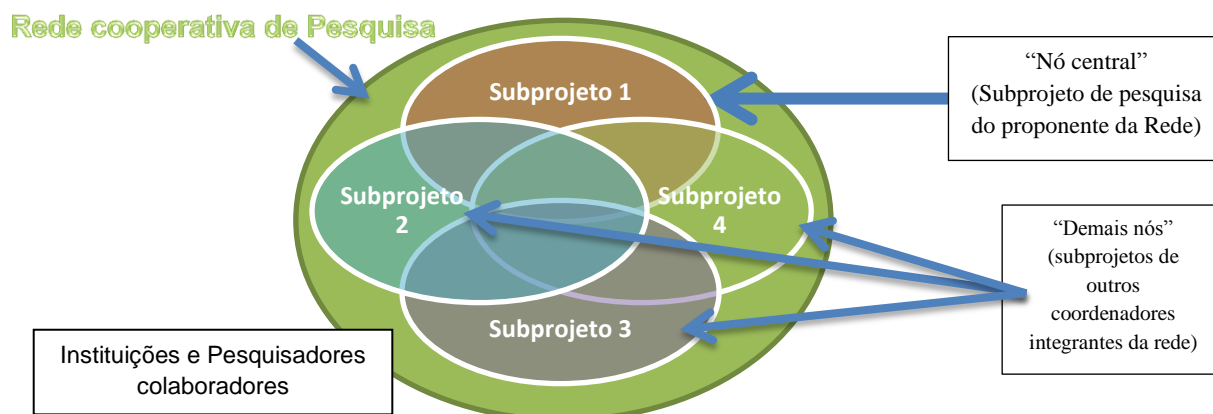 Rede cooperativa de Pesquisa
Subprojeto 1
“Nó central”
(Subprojeto de pesquisa
do proponente da Rede)
Subprojeto
2
Subprojeto
4
“Demais nós”
(subprojetos de
outros
coordenadores
integrantes da rede)
Subprojeto 3
Instituições e Pesquisadores
colaboradores